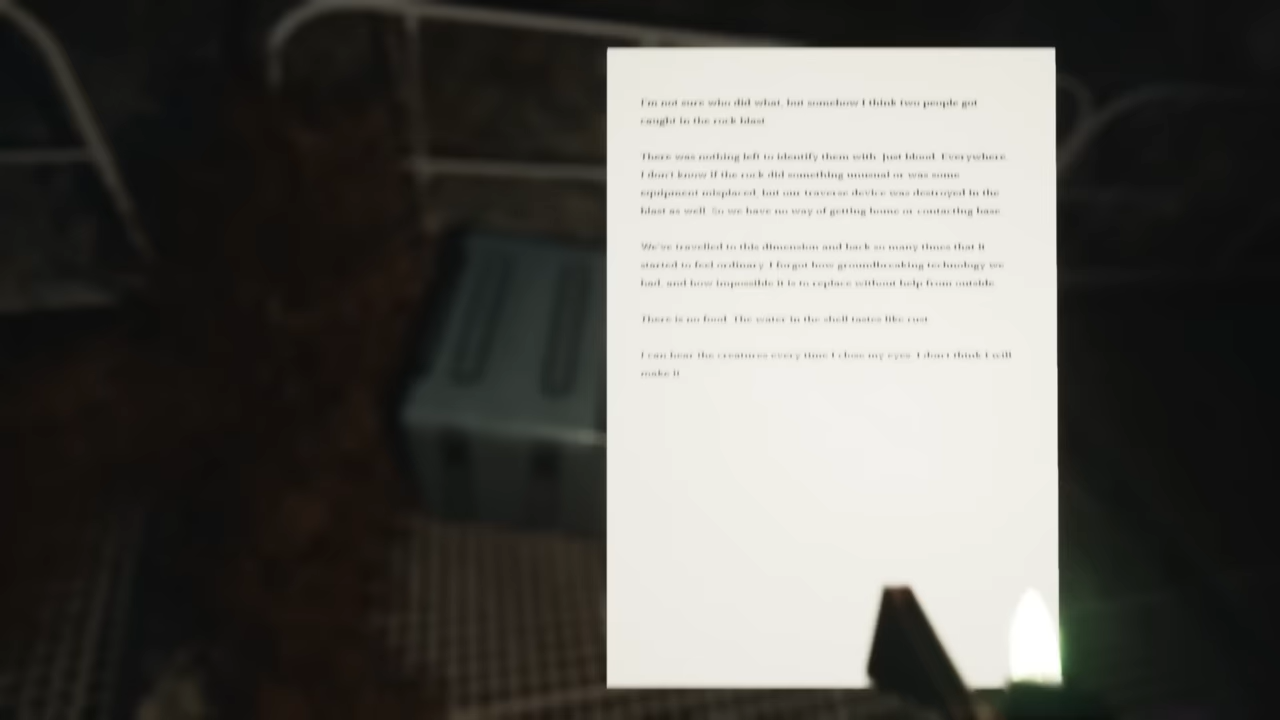 I'm not sure who did what, but somehow I think two people got
caught in the rock blast.
There was nothing left to identify them with. Just blood. Everywhere.
I don't know if the rock did something unusual or was some
equipment misplaced, but our traverse device was destroyed in the
blast as well. So we have no way of getting home or contacting base.
We've travelled to this dimension and back so many times that it
started to feel ordinary. I forgot how groundbreaking technology we
had, and how impossible it is to replace without help from outside.
There is no food. The water in the shell tastes like rust.
I can hear the creatures every time I close my eyes. I don't think I will
make it.